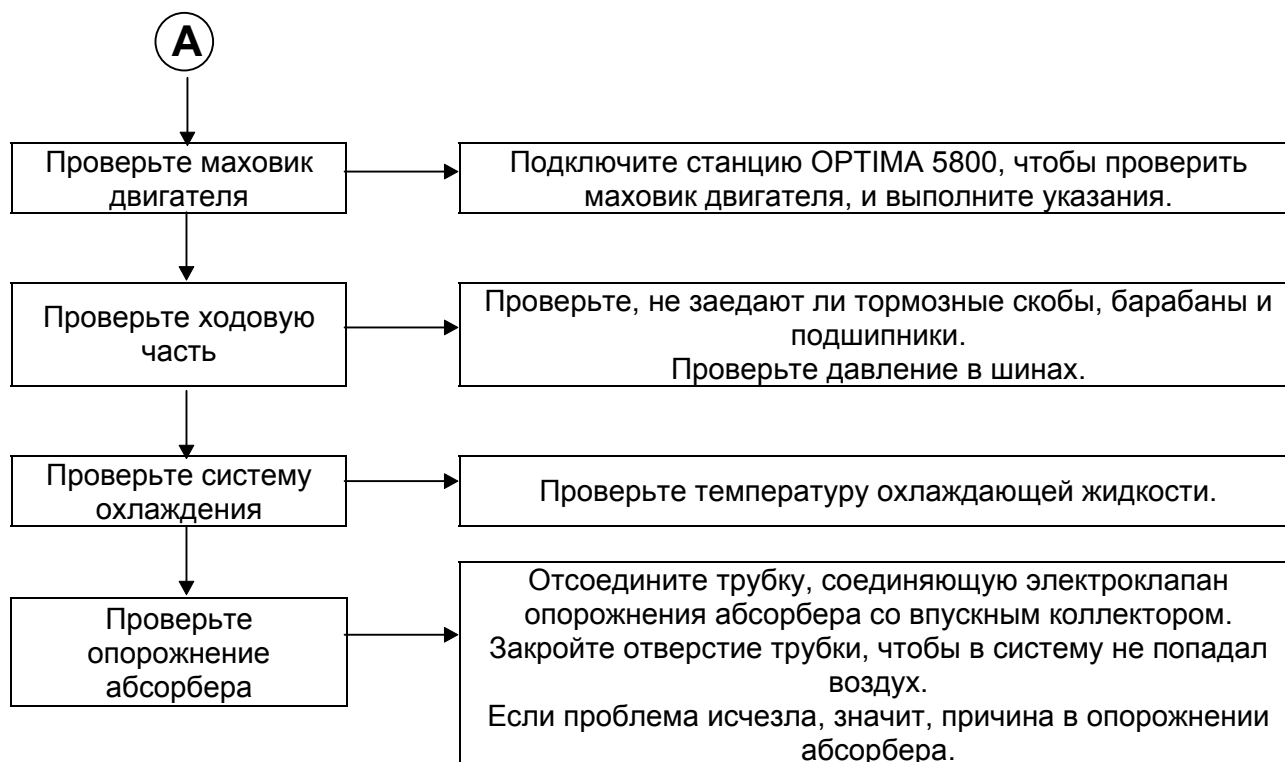 A
Проверьте маховик
двигателя
Подключите станцию OPTIMA 5800, чтобы проверить
маховик двигателя, и выполните указания.
Проверьте ходовую
часть
Проверьте, не заедают ли тормозные скобы, барабаны и
подшипники.
Проверьте давление в шинах.
Проверьте систему
охлаждения
Проверьте температуру охлаждающей жидкости.
Проверьте
опорожнение
абсорбера
Отсоедините трубку, соединяющую электроклапан
опорожнения абсорбера со впускным коллектором.
Закройте отверстие трубки, чтобы в систему не попадал
воздух.
Если проблема исчезла, значит, причина в опорожнении
абсорбера.